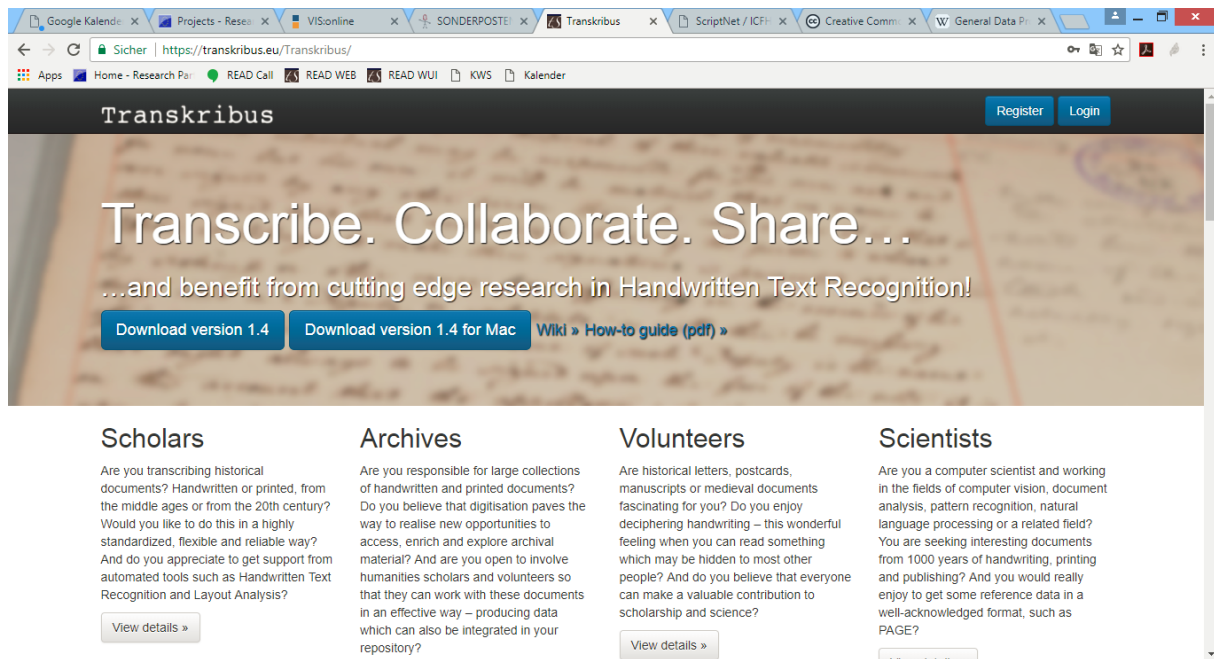 Google Kalende
Projects - Resea
VIS:online
SONDERPOSTE
Transkribus
ScriptNet / ICFH
Creative Comm
General Data Pr
Sicher | https://transkribus.eu/Transkribus/
Apps Home - Research Par READ Call READ WEB READ WUI KWS Kalender
Transkribus
Register Login
Transcribe. Collaborate. Share...
...and benefit from cutting edge research in Handwritten Text Recognition!
Download version 1.4 Download version 1.4 for Mac Wiki » How-to guide (pdf) »
Scholars
Are you transcribing historical
documents? Handwritten or printed, from
the middle ages or from the 20th century?
Would you like to do this in a highly
standardized, flexible and reliable way?
And do you appreciate to get support from
automated tools such as Handwritten Text
Recognition and Layout Analysis?
View details »
Archives
Are you responsible for large collections
of handwritten and printed documents?
Do you believe that digitisation paves the
way to realise new opportunities to
access, enrich and explore archival
material? And are you open to involve
humanities scholars and volunteers so
that they can work with these documents
in an effective way – producing data
which can also be integrated in your
repository?
Volunteers
Are historical letters, postcards,
manuscripts or medieval documents
fascinating for you? Do you enjoy
deciphering handwriting – this wonderful
feeling when you can read something
which may be hidden to most other
people? And do you believe that everyone
can make a valuable contribution to
scholarship and science?
View details »
Scientists
Are you a computer scientist and working
in the fields of computer vision, document
analysis, pattern recognition, natural
language processing or a related field?
You are seeking interesting documents
from 1000 years of handwriting, printing
and publishing? And you would really
enjoy to get some reference data in a
well-acknowledged format, such as
PAGE?